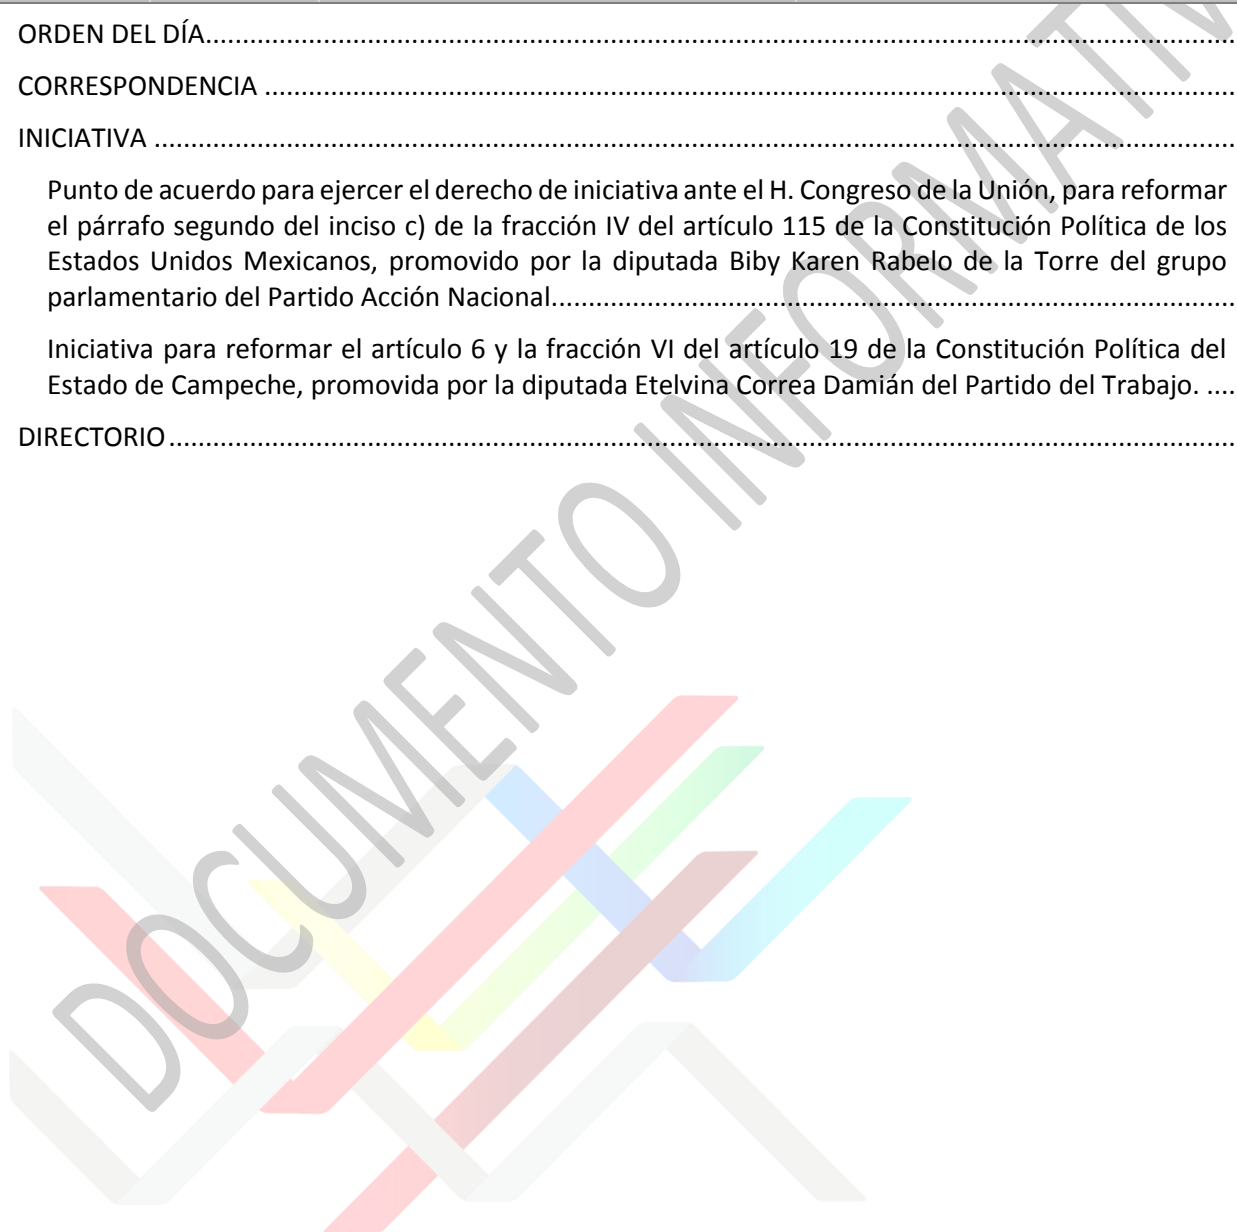 ORDEN DEL DÍA........................................................................................................................................
CORRESPONDENCIA ................................................................................................................................
INICIATIVA ...............................................................................................................................................
Punto de acuerdo para ejercer el derecho de iniciativa ante el H. Congreso de la Unión, para reformar
el párrafo segundo del inciso c) de la fracción IV del artículo 115 de la Constitución Política de los
Estados Unidos Mexicanos, promovido por la diputada Biby Karen Rabelo de la Torre del grupo
parlamentario del Partido Acción Nacional...........................................................................................
Iniciativa para reformar el artículo 6 y la fracción VI del artículo 19 de la Constitución Política del
Estado de Campeche, promovida por la diputada Etelvina Correa Damián del Partido del Trabajo. ....
DIRECTORIO..............................................................................................................................................
DOCUMENTO INFORMATIV